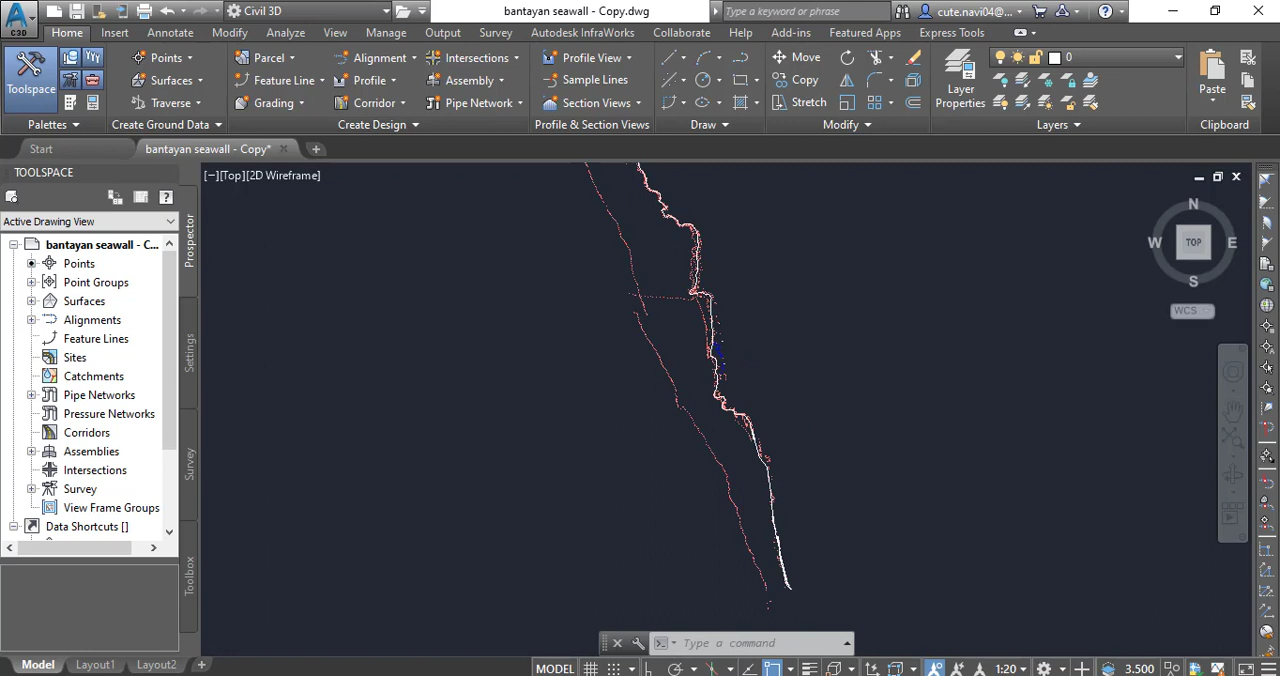 Civil 3D
bantayan seawall - Copy.dwg
Type a keyword or phrase
cute.navi04@...
C3D
Home Insert Annotate Modify Analyze View Manage Output Survey Autodesk InfraWorks Collaborate Help Add-ins Featured Apps Express Tools
Toolspace
Points
Surfaces
Traverse
Parcel
Feature Line
Grading
Alignment
Profile
Corridor
Intersections
Assembly
Pipe Network
Profile View
Sample Lines
Section Views
Move
Copy
Stretch
Layer
Properties
0
Paste
Palettes Create Ground Data Create Design Profile & Section Views Draw Modify Layers Clipboard
Start bantayan seawall - Copy*
TOOLSPACE
Active Drawing View
bantayan seawall - C...
Points
Point Groups
Surfaces
Alignments
Feature Lines
Sites
Catchments
Pipe Networks
Pressure Networks
Corridors
Assemblies
Intersections
Survey
View Frame Groups
Data Shortcuts []
Prospector
Settings
Survey
Toolbox
[−][Top][2D Wireframe]
N
W TOP E
S
WCS
Type a command
Model Layout1 Layout2
MODEL 1:20 3.500